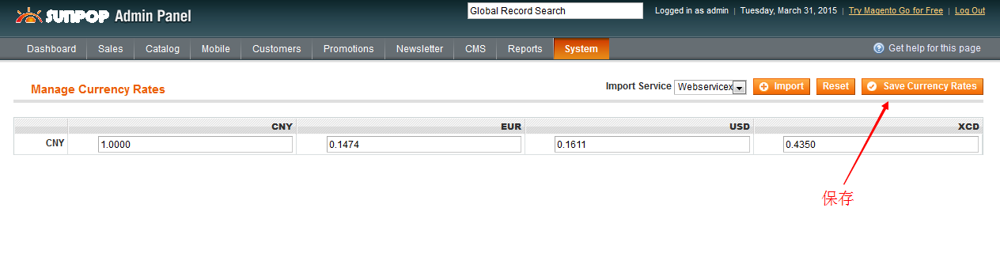 SUNPOP Admin Panel
Global Record Search
Logged in as admin | Tuesday, March 31, 2015 | Try Magento Go for Free | Log Out
Dashboard Sales Catalog Mobile Customers Promotions Newsletter CMS Reports System Get help for this page
Manage Currency Rates Import Service Webservicex Import Reset Save Currency Rates
CNY EUR USD XCD
CNY 1.0000 0.1474 0.1611 0.4350
保存